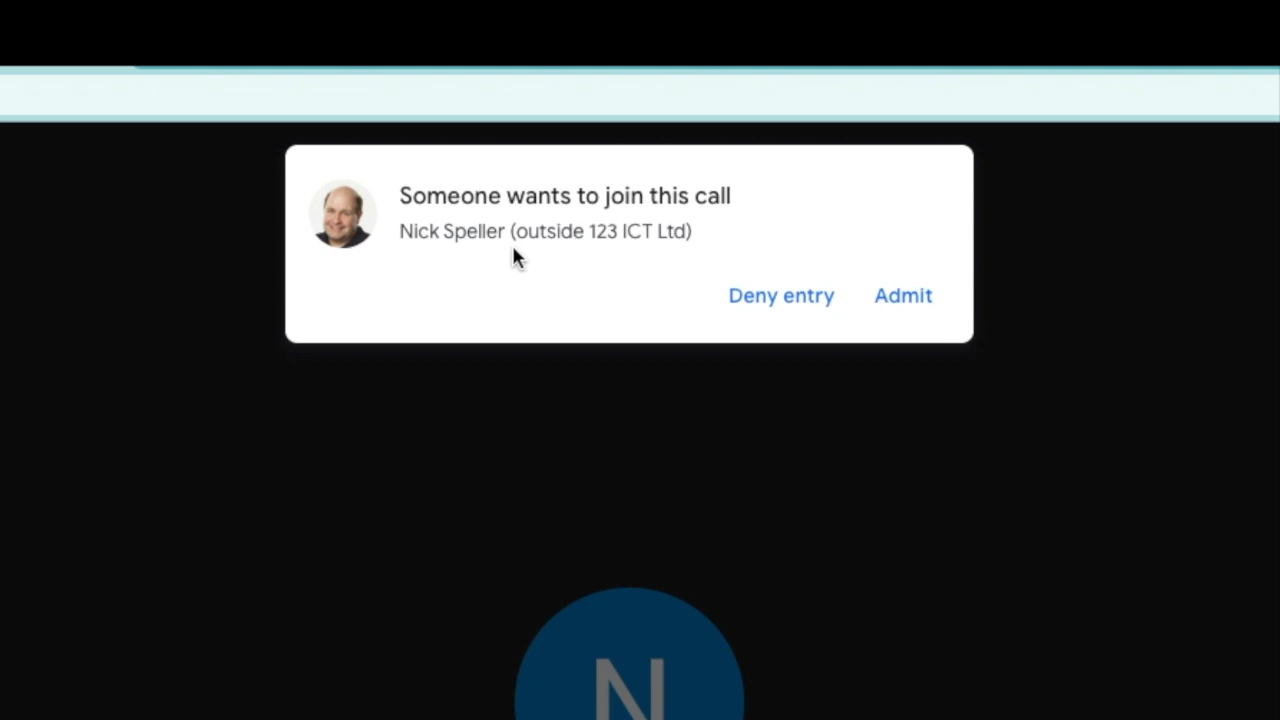 Someone wants to join this call
Nick Speller (outside 123 ICT Ltd)
Deny entry Admit
N